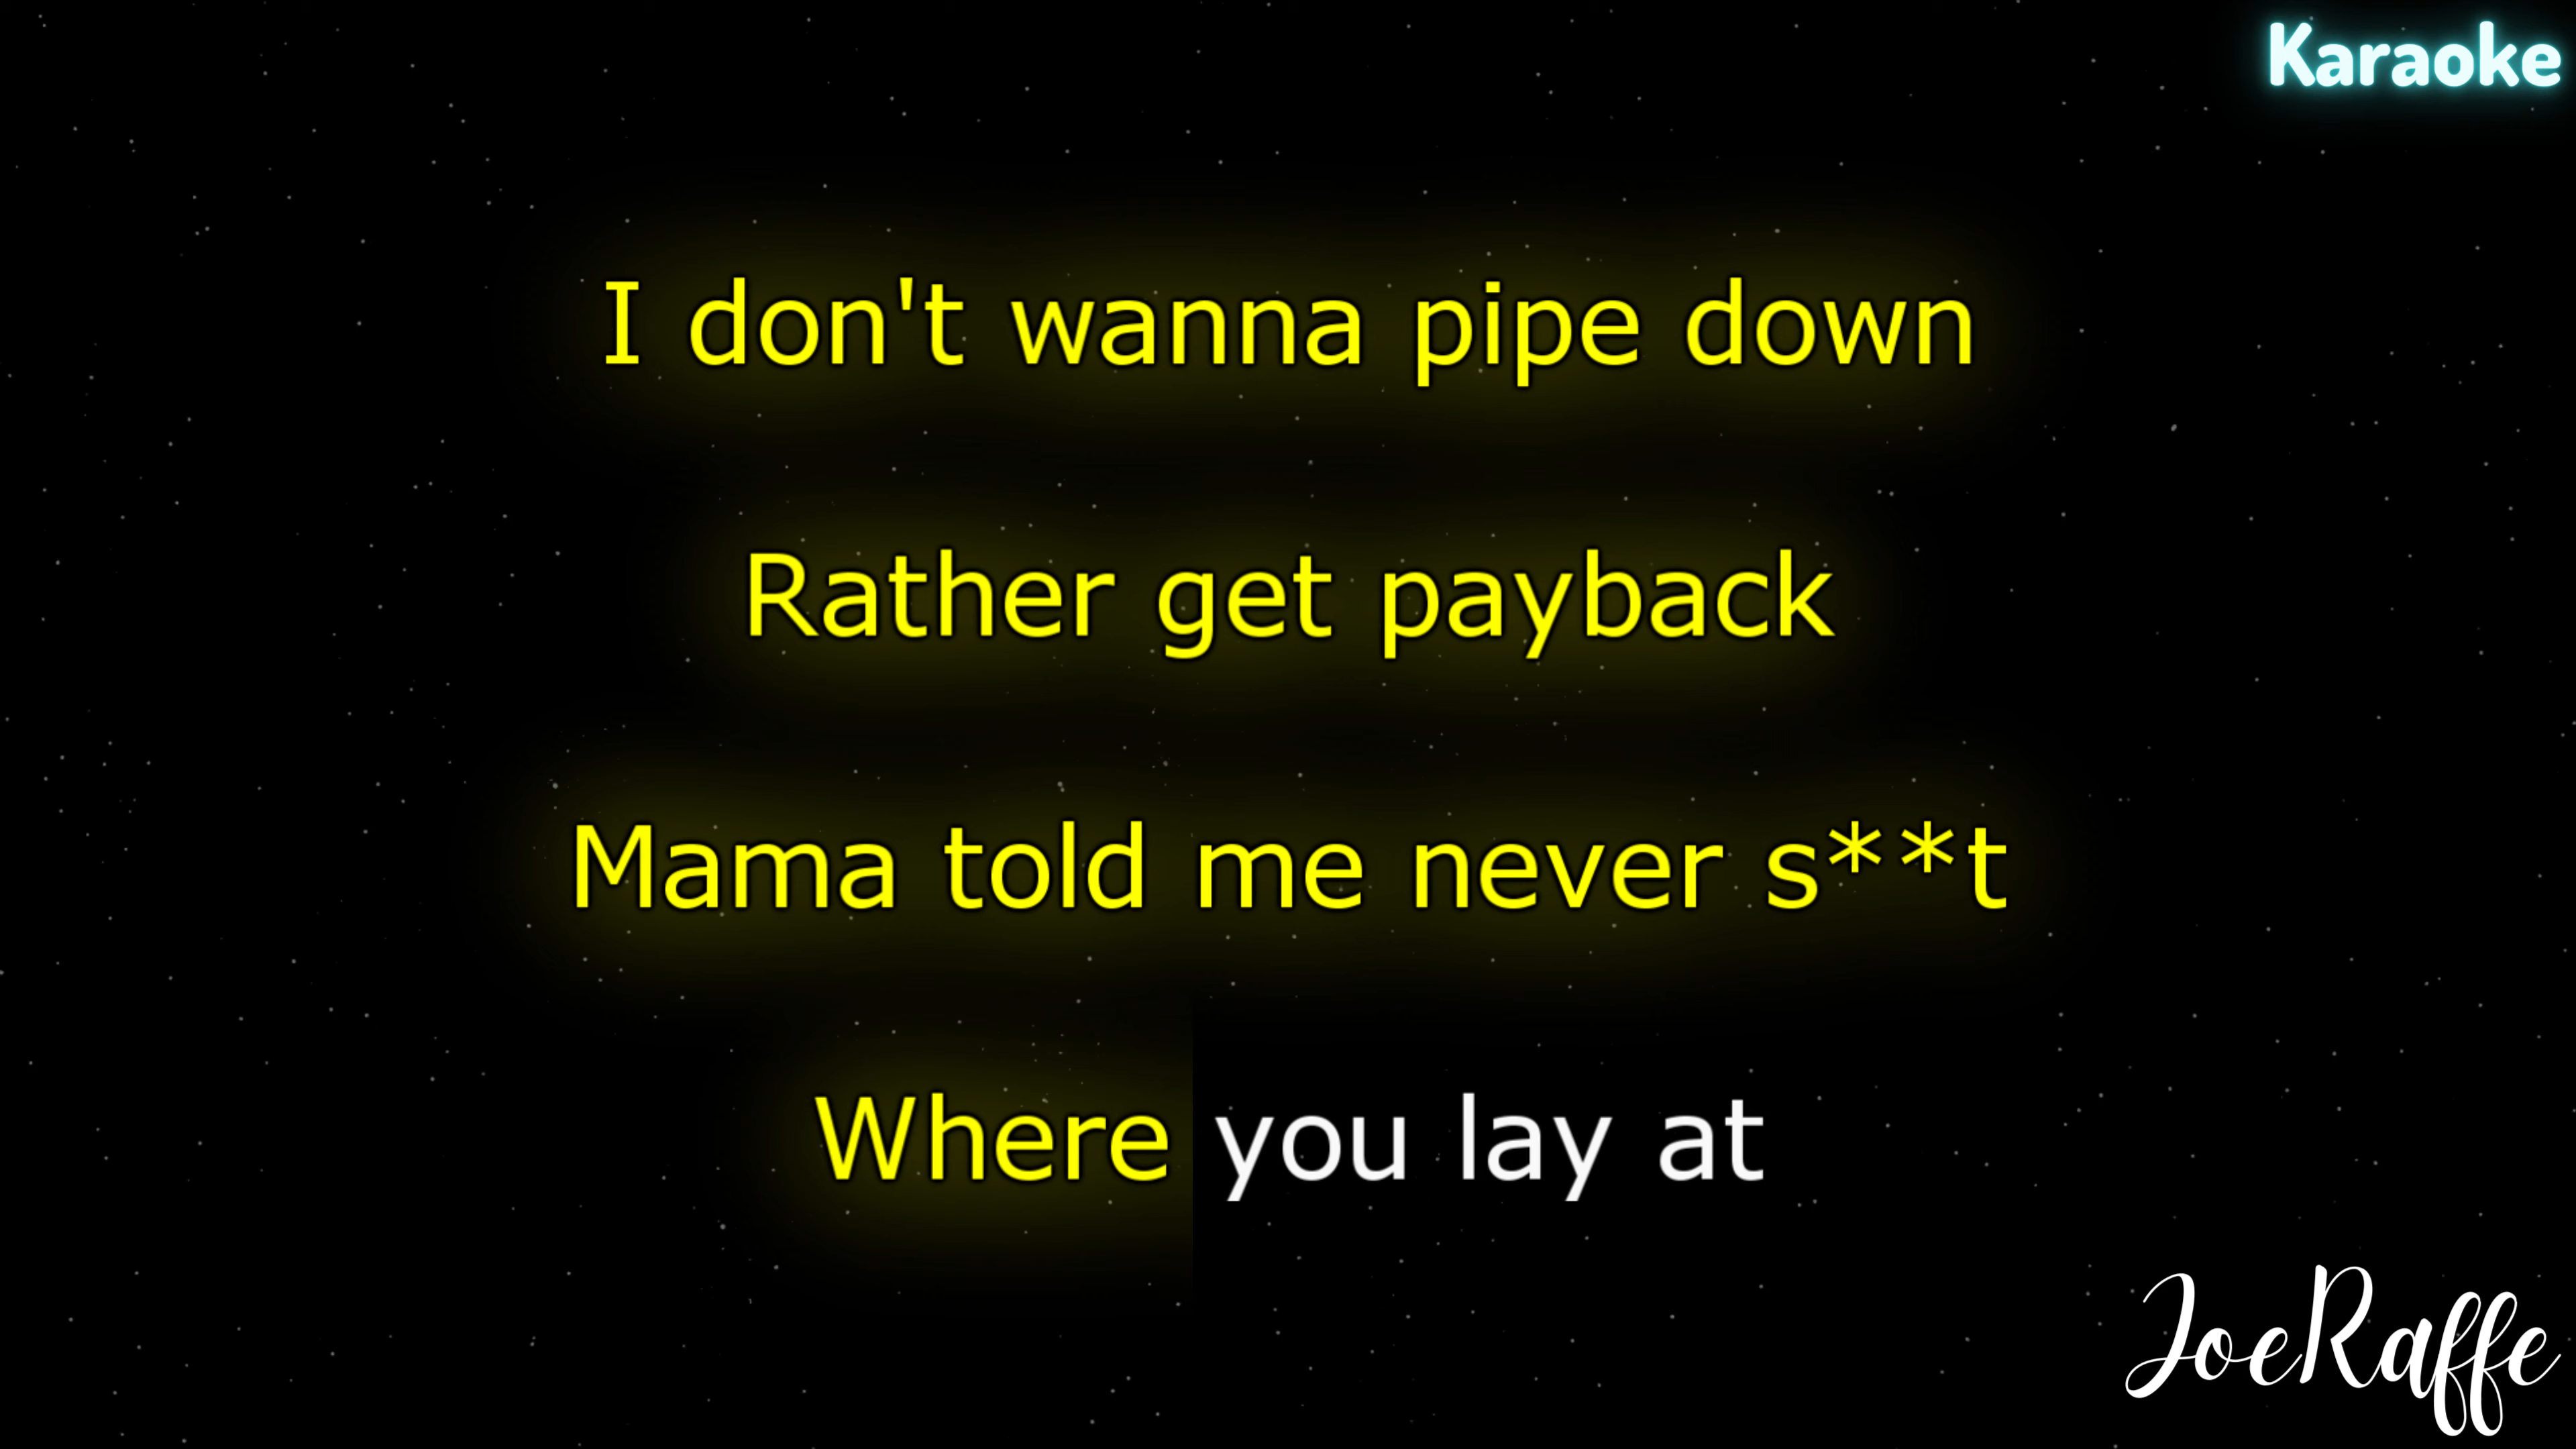 Karaoke
I don't wanna pipe down
Rather get payback
Mama told me never s**t
Where you lay at
JoeRaffe